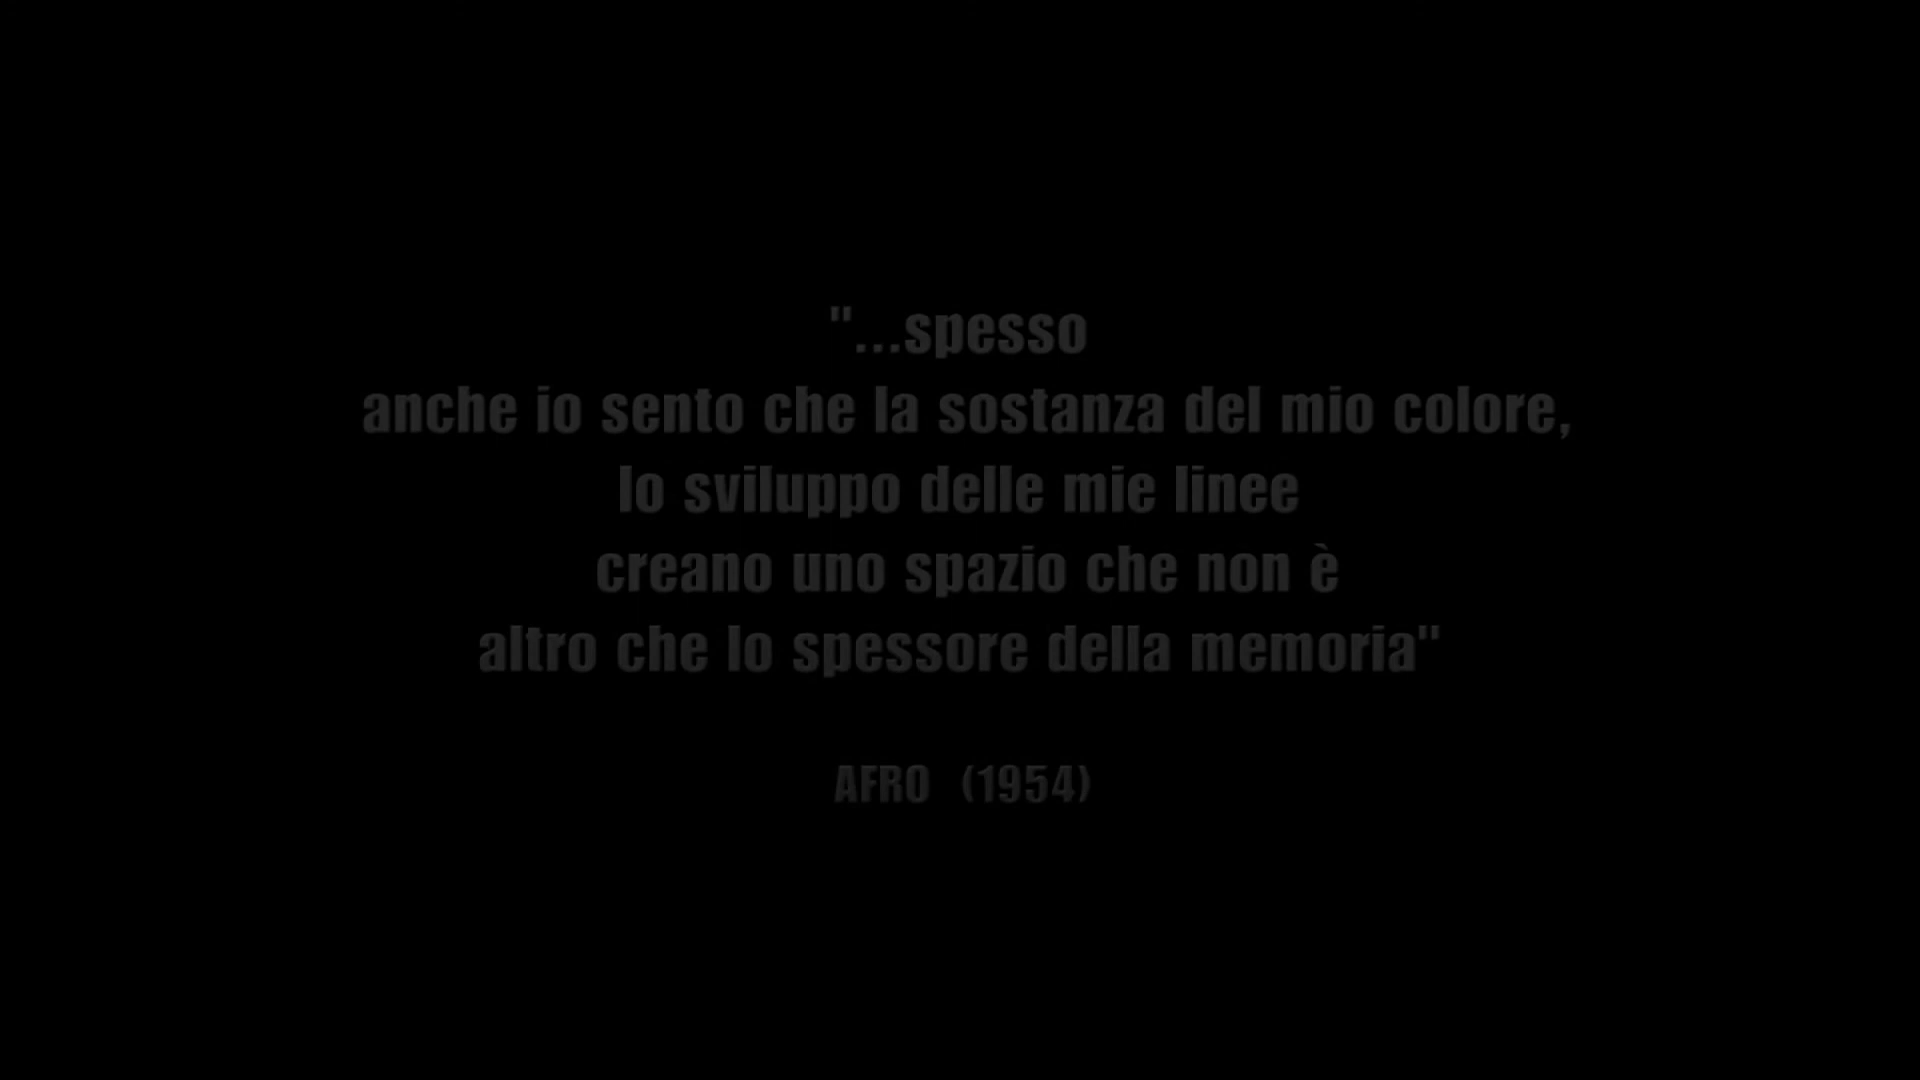 "...spesso
anche io sento che la sostanza del mio colore,
lo sviluppo delle mie linee
creano uno spazio che non è
altro che lo spessore della memoria"
AFRO (1954)